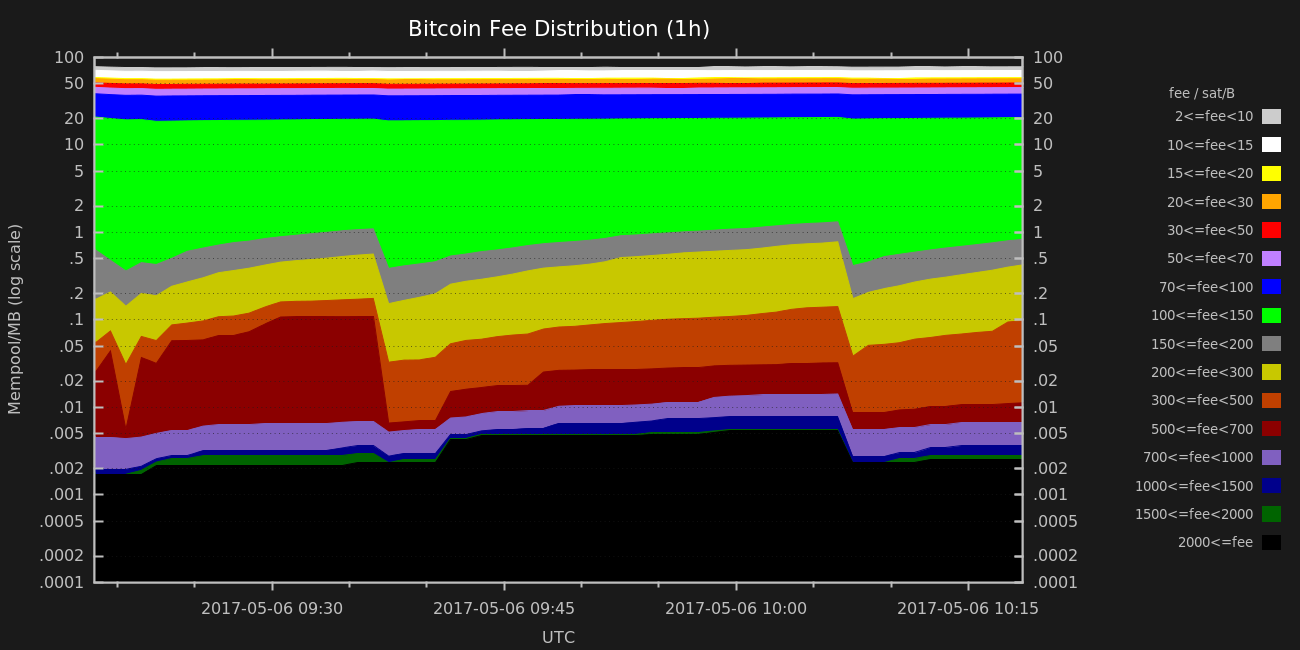 Bitcoin Fee Distribution (1h)
100 100
50 50
fee / sat/B
20 20
10 10
5 5
2 2
1 1
.5 .5
.2 .2
.1 .1
.05 .05
.02 .02
.01 .01
.005 .005
.002 .002
.001 .001
.0005 .0005
.0002 .0002
.0001 .0001
Mempool/MB (log scale)
2<=fee<10
10<=fee<15
15<=fee<20
20<=fee<30
30<=fee<50
50<=fee<70
70<=fee<100
100<=fee<150
150<=fee<200
200<=fee<300
300<=fee<500
500<=fee<700
700<=fee<1000
1000<=fee<1500
1500<=fee<2000
2000<=fee
2017-05-06 09:30 2017-05-06 09:45 2017-05-06 10:00 2017-05-06 10:15
UTC